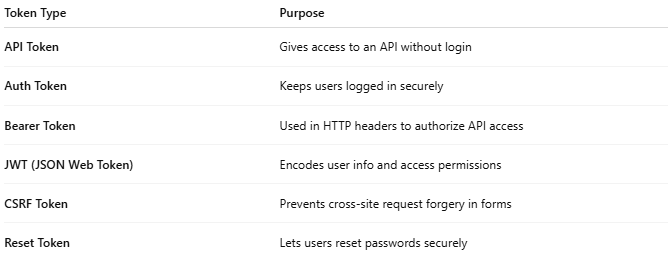 Token Type Purpose
API Token Gives access to an API without login
Auth Token Keeps users logged in securely
Bearer Token Used in HTTP headers to authorize API access
JWT (JSON Web Token) Encodes user info and access permissions
CSRF Token Prevents cross-site request forgery in forms
Reset Token Lets users reset passwords securely